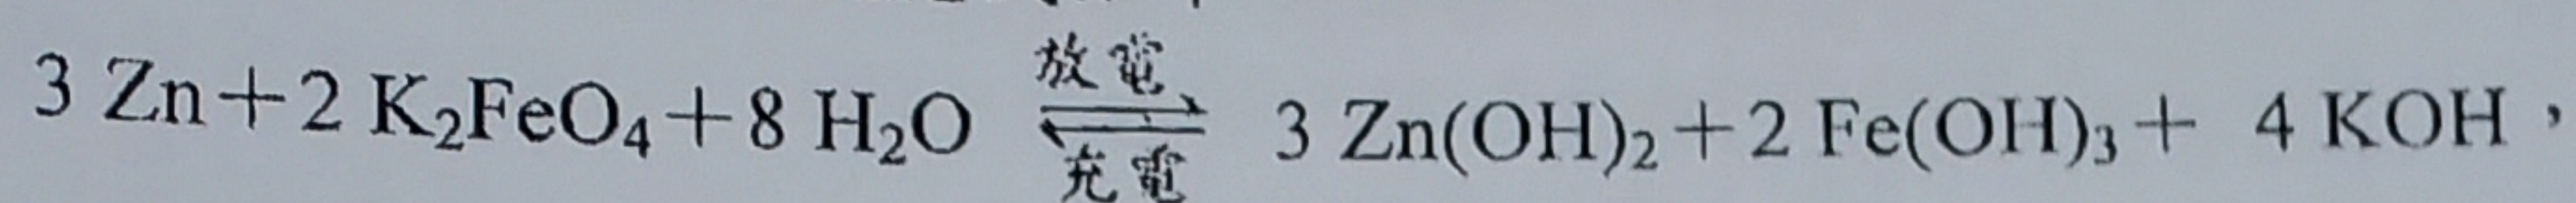 放電
3 Zn+2 K₂FeO₄+8 H₂O ⇌ 3 Zn(OH)₂+2 Fe(OH)₃+ 4 KOH，
充電